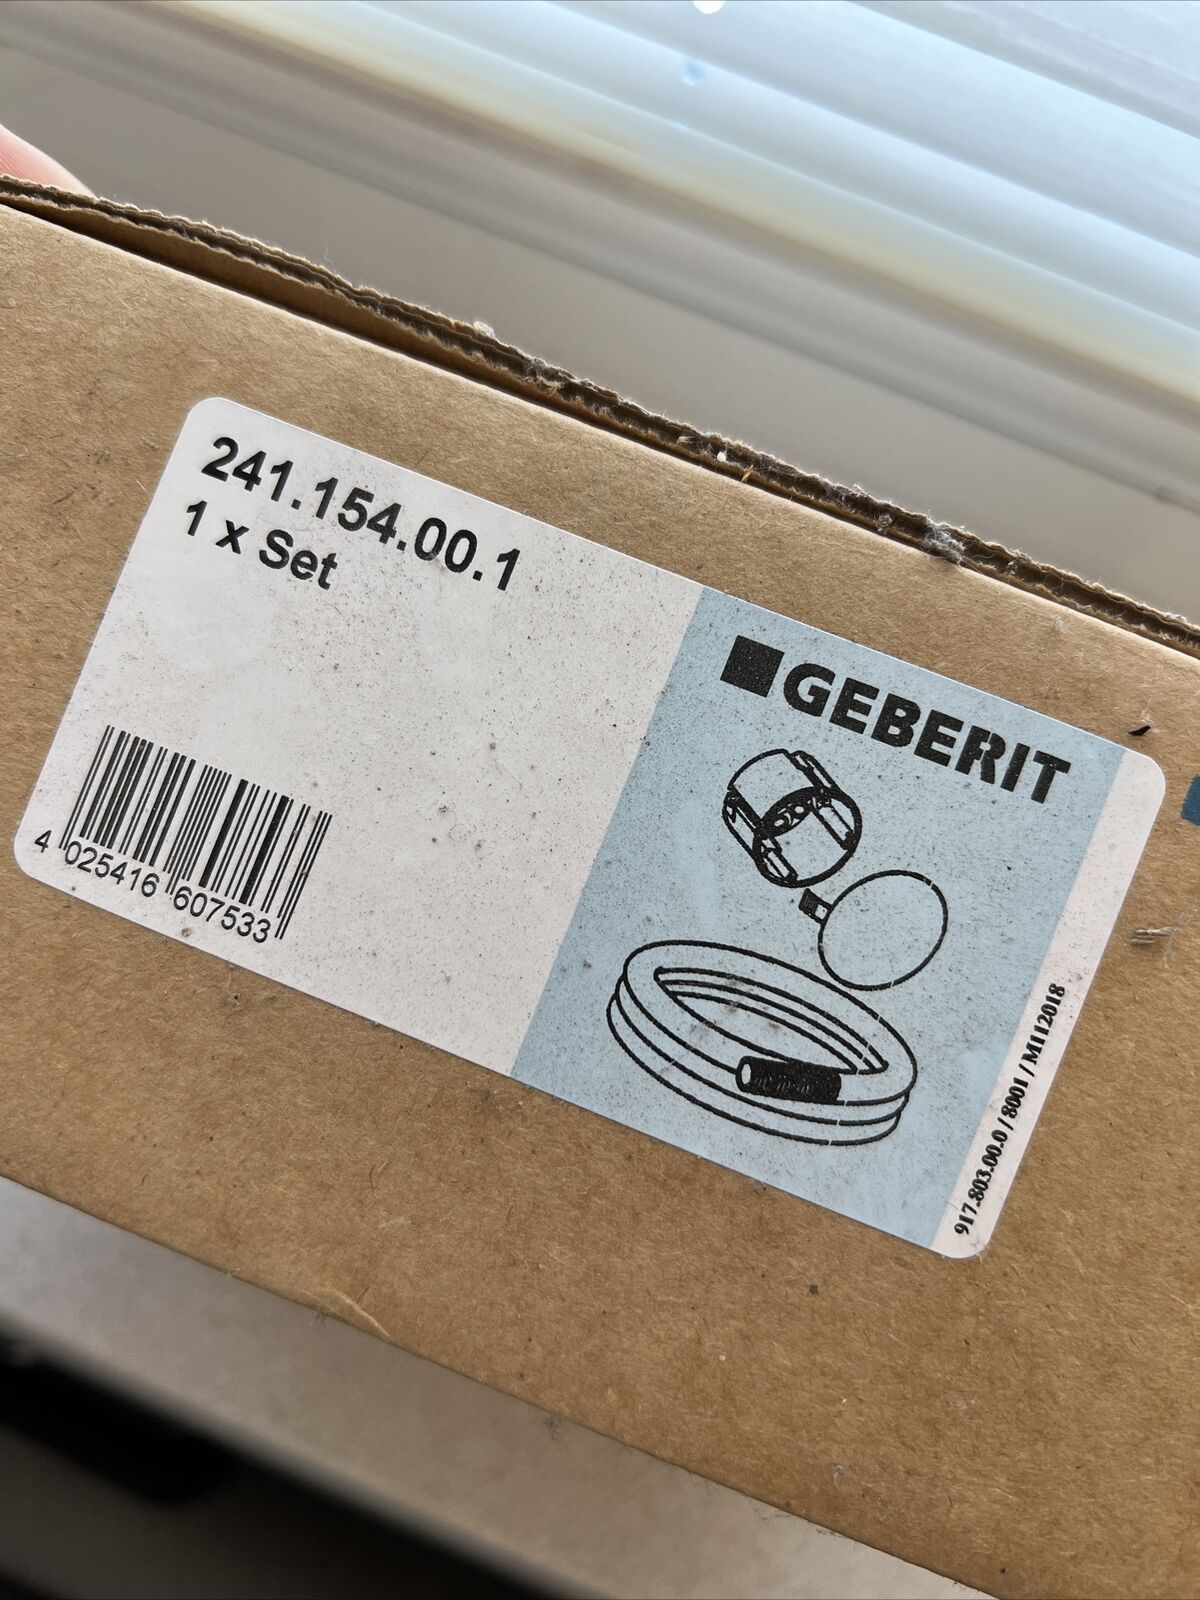 241.154.00.1
1 x Set
4 025416 607533
GEBERIT
917.803.00.0 / 8001 / M112018